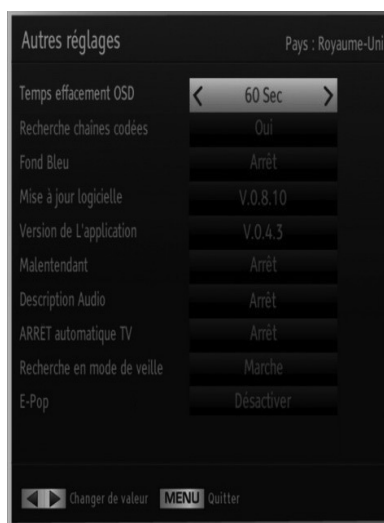 Autres réglages Pays : Royaume-Uni
Temps effacement OSD 60 Sec
Recherche chaînes codées Oui
Fond Bleu Arrêt
Mise à jour logicielle V.0.8.10
Version de L'application V.0.4.3
Malentendant Arrêt
Description Audio Arrêt
ARRET automatique TV Arrêt
Recherche en mode de veille Marche
E-Pop Désactiver
Changer de valeur MENU Quitter